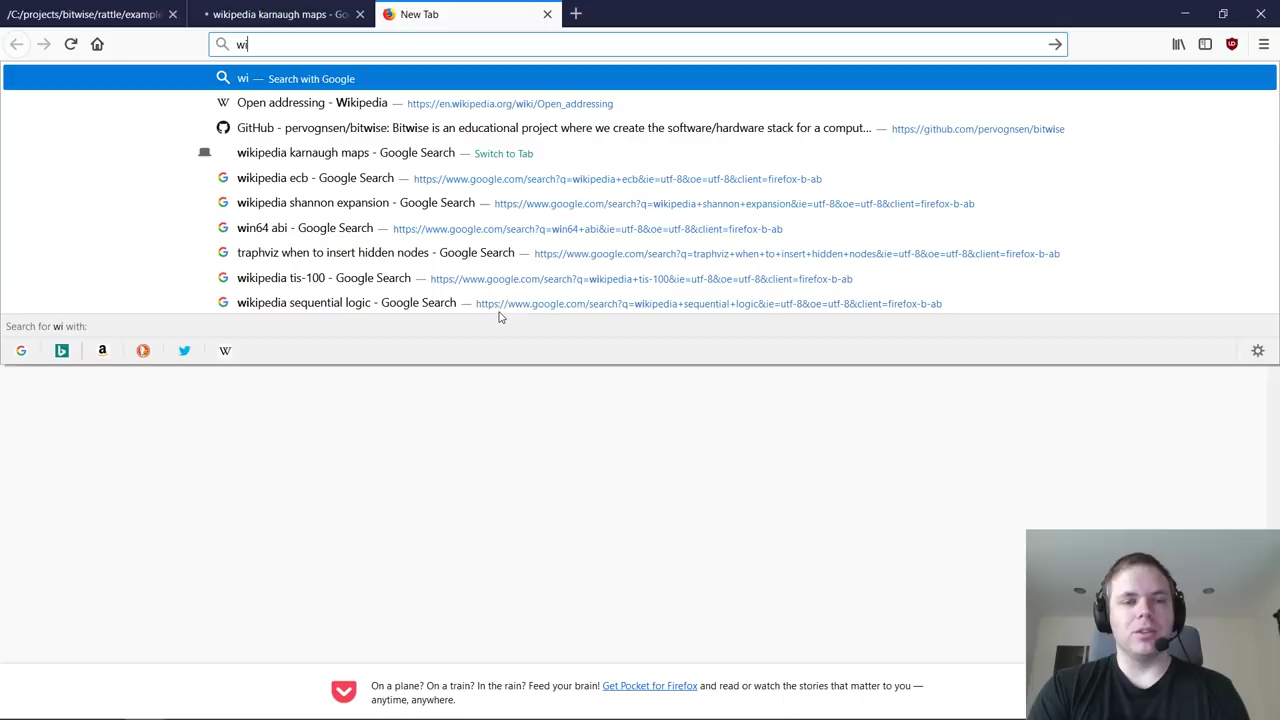 /C:/projects/bitwise/rattle/example
wikipedia karnaugh maps - Go
New Tab
wi
wi — Search with Google
Open addressing - Wikipedia — https://en.wikipedia.org/wiki/Open_addressing
GitHub - pervognsen/bitwise: Bitwise is an educational project where we create the software/hardware stack for a comput... — https://github.com/pervognsen/bitwise
wikipedia karnaugh maps - Google Search — Switch to Tab
wikipedia ecb - Google Search — https://www.google.com/search?q=wikipedia+ecb&ie=utf-8&oe=utf-8&client=firefox-b-ab
wikipedia shannon expansion - Google Search — https://www.google.com/search?q=wikipedia+shannon+expansion&ie=utf-8&oe=utf-8&client=firefox-b-ab
win64 abi - Google Search — https://www.google.com/search?q=win64+abi&ie=utf-8&oe=utf-8&client=firefox-b-ab
traphviz when to insert hidden nodes - Google Search — https://www.google.com/search?q=traphviz+when+to+insert+hidden+nodes&ie=utf-8&oe=utf-8&client=firefox-b-ab
wikipedia tis-100 - Google Search — https://www.google.com/search?q=wikipedia+tis-100&ie=utf-8&oe=utf-8&client=firefox-b-ab
wikipedia sequential logic - Google Search — https://www.google.com/search?q=wikipedia+sequential+logic&ie=utf-8&oe=utf-8&client=firefox-b-ab
Search for wi with:
On a plane? On a train? In the rain? Feed your brain! Get Pocket for Firefox and read or watch the stories that matter to you —
anytime, anywhere.